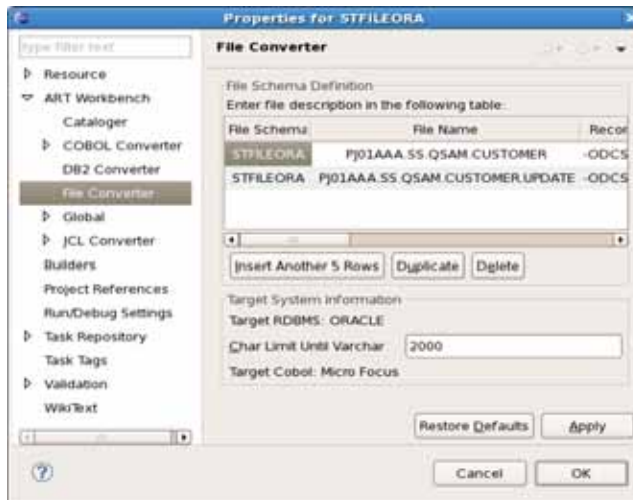 Properties for STFILEORA
type filter text
File Converter
Resource
ART Workbench
Cataloger
COBOL Converter
DB2 Converter
File Converter
Global
JCL Converter
Builders
Project References
Run/Debug Settings
Task Repository
Task Tags
Validation
WikiText
File Schema Definition
Enter file description in the following table:
File Schema File Name Recor
STFILEORA PJ01AAA.SS.QSAM.CUSTOMER -ODCS
STFILEORA PJ01AAA.SS.QSAM.CUSTOMER.UPDATE -ODCS
Insert Another 5 Rows Duplicate Delete
Target System Information
Target RDBMS: ORACLE
Char Limit Until Varchar 2000
Target Cobol: Micro Focus
Restore Defaults Apply
Cancel OK